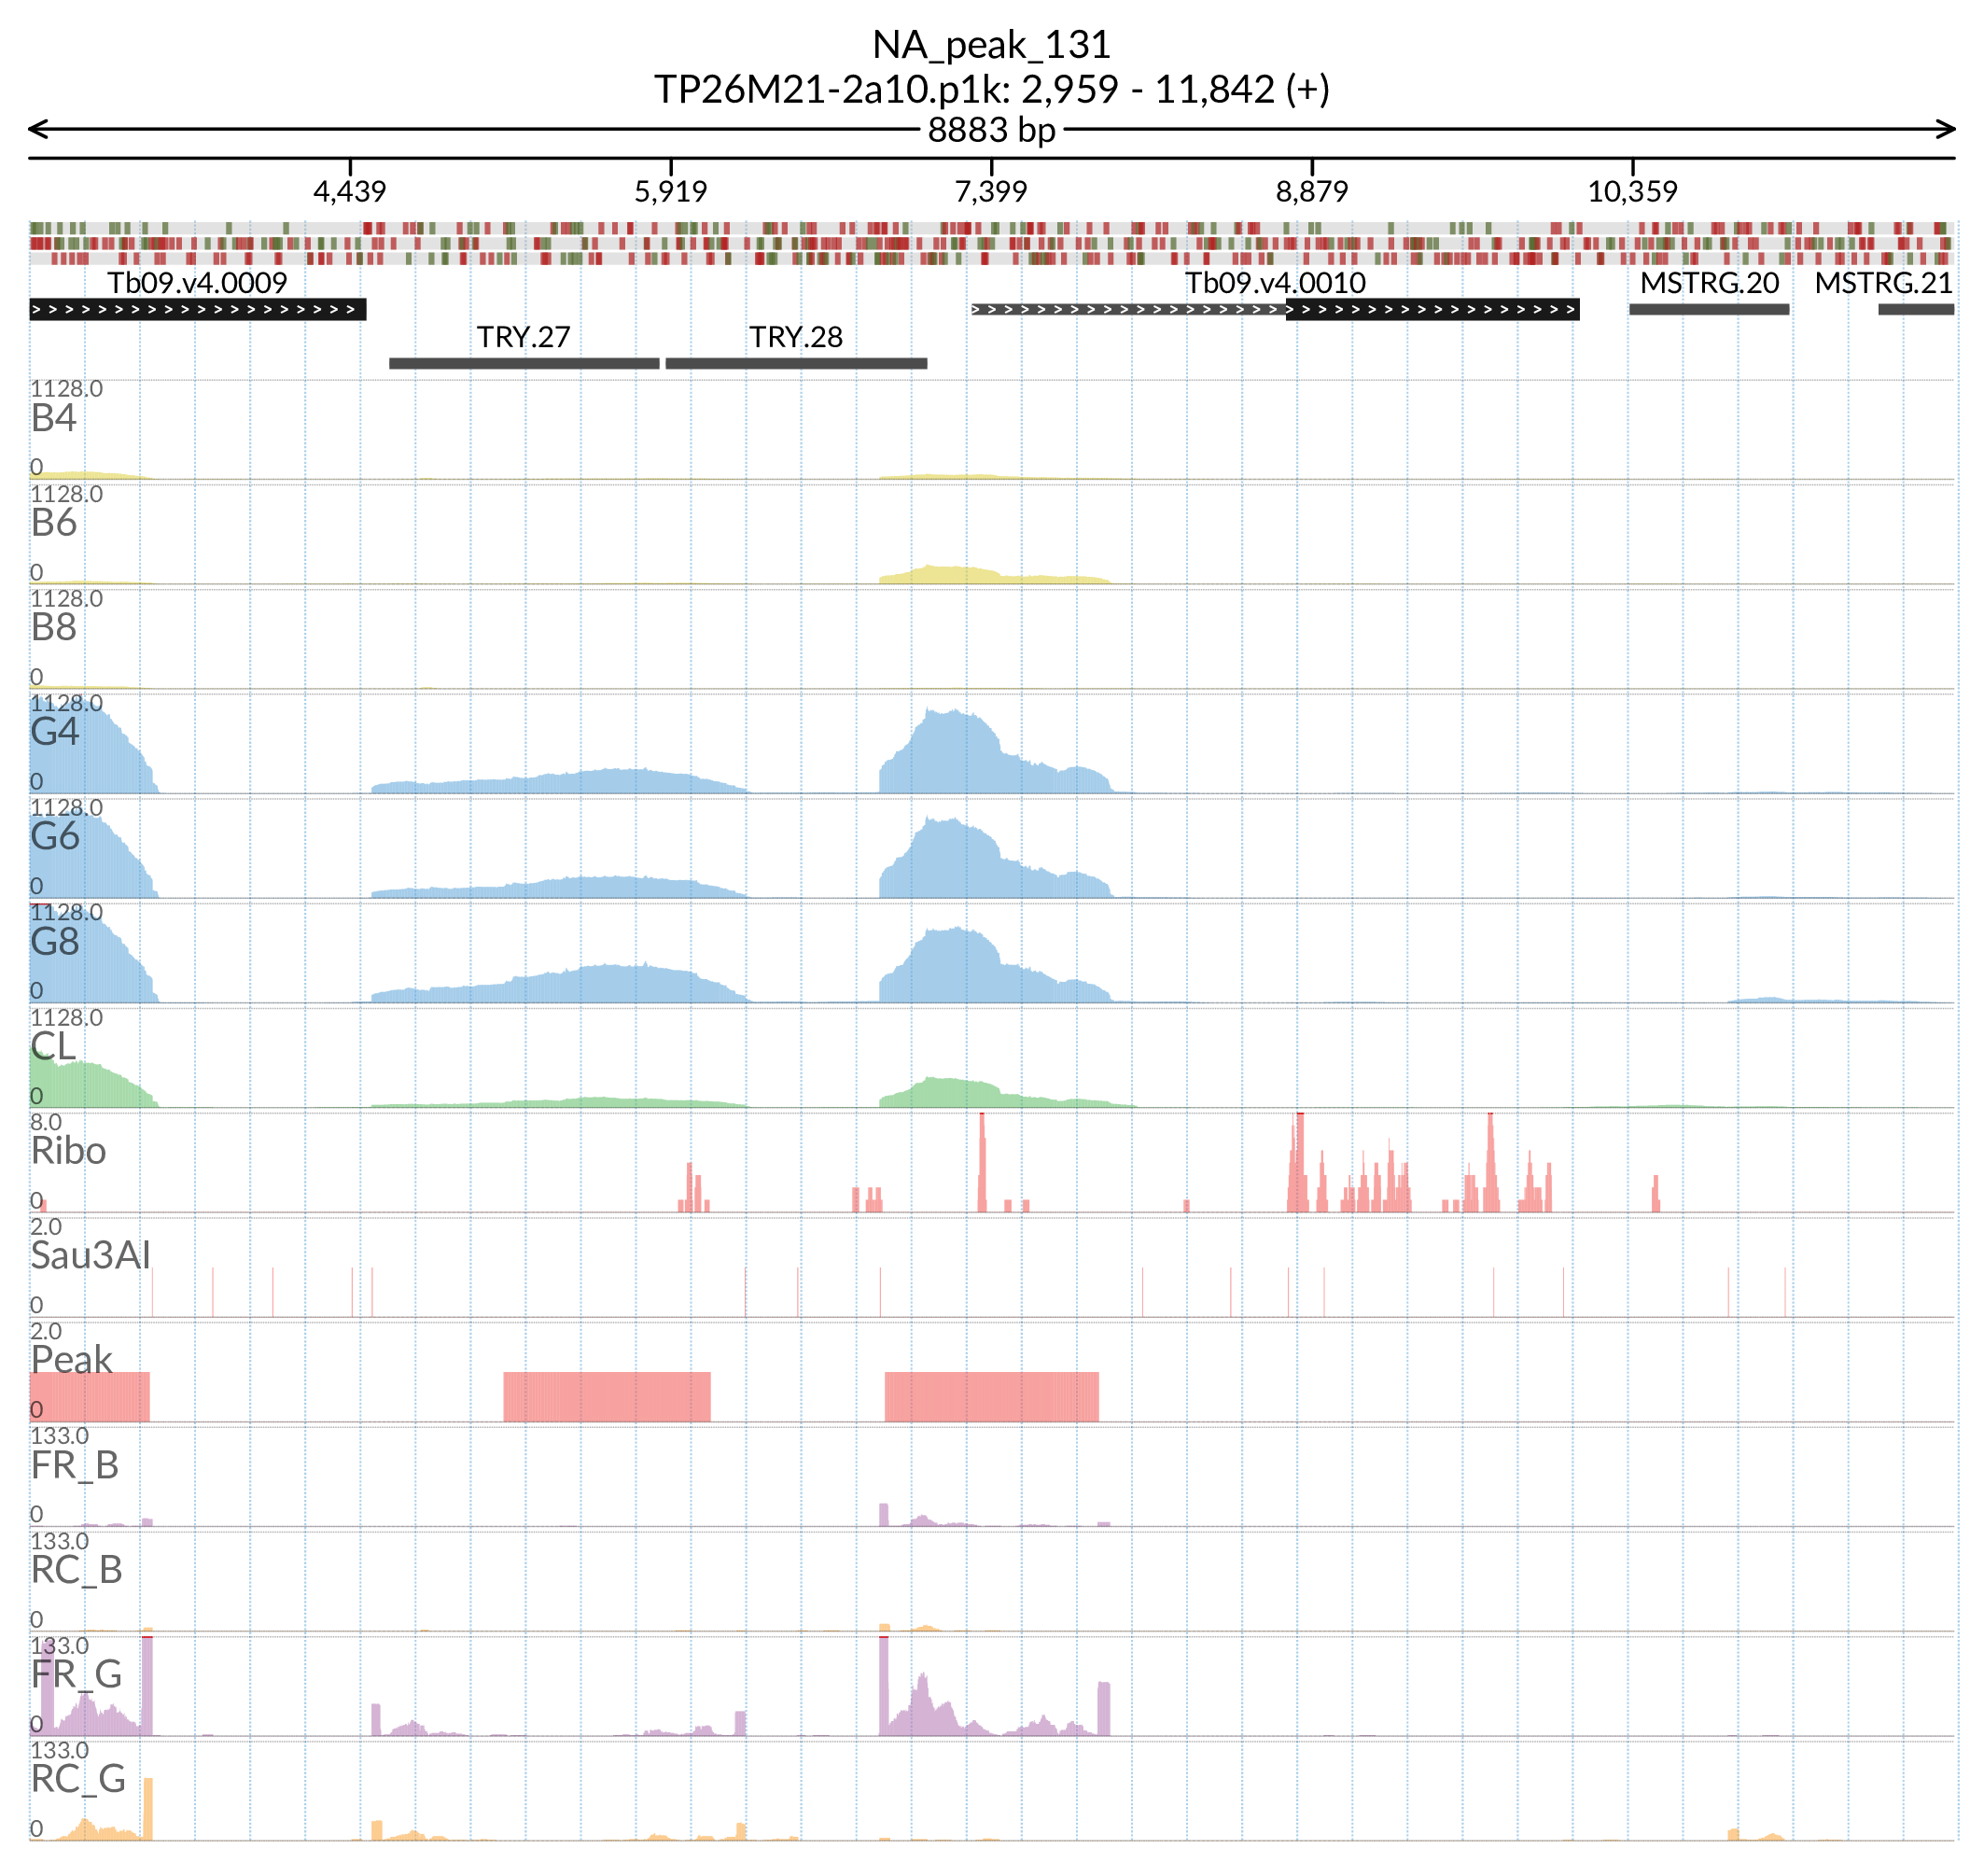 NA_peak_131
TP26M21-2a10.p1k: 2,959 - 11,842 (+)
8883 bp
4,439 5,919 7,399 8,879 10,359
Tb09.v4.0009 Tb09.v4.0010 MSTRG.20 MSTRG.21
TRY.27 TRY.28
1128.0
B4
0
1128.0
B6
0
1128.0
B8
0
1128.0
G4
0
1128.0
G6
0
1128.0
G8
0
1128.0
CL
0
8.0
Ribo
0
2.0
Sau3AI
0
2.0
Peak
0
133.0
FR_B
0
133.0
RC_B
0
133.0
FR_G
0
133.0
RC_G
0